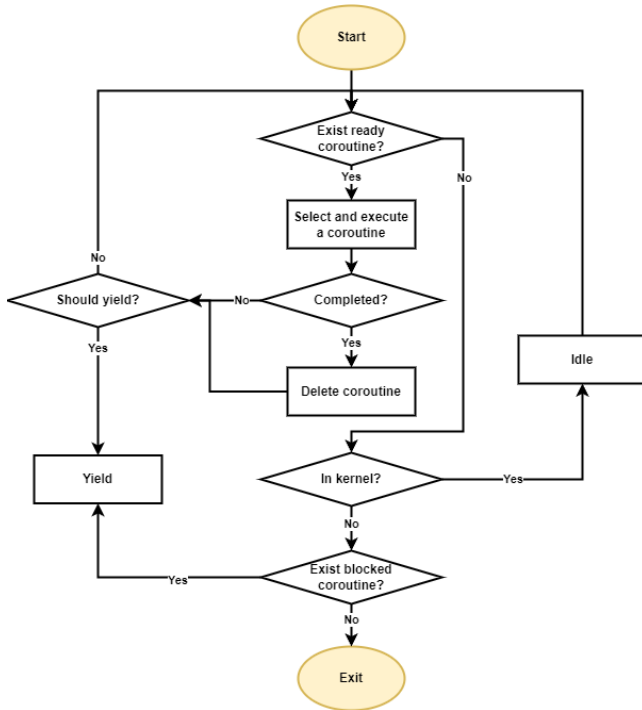 Start
Exist ready
coroutine?
Yes
No
Select and execute
a coroutine
No
Should yield?
No
Completed?
Yes
Yes
Idle
Delete coroutine
Yield
In kernel?
Yes
No
Exist blocked
coroutine?
Yes
No
Exit